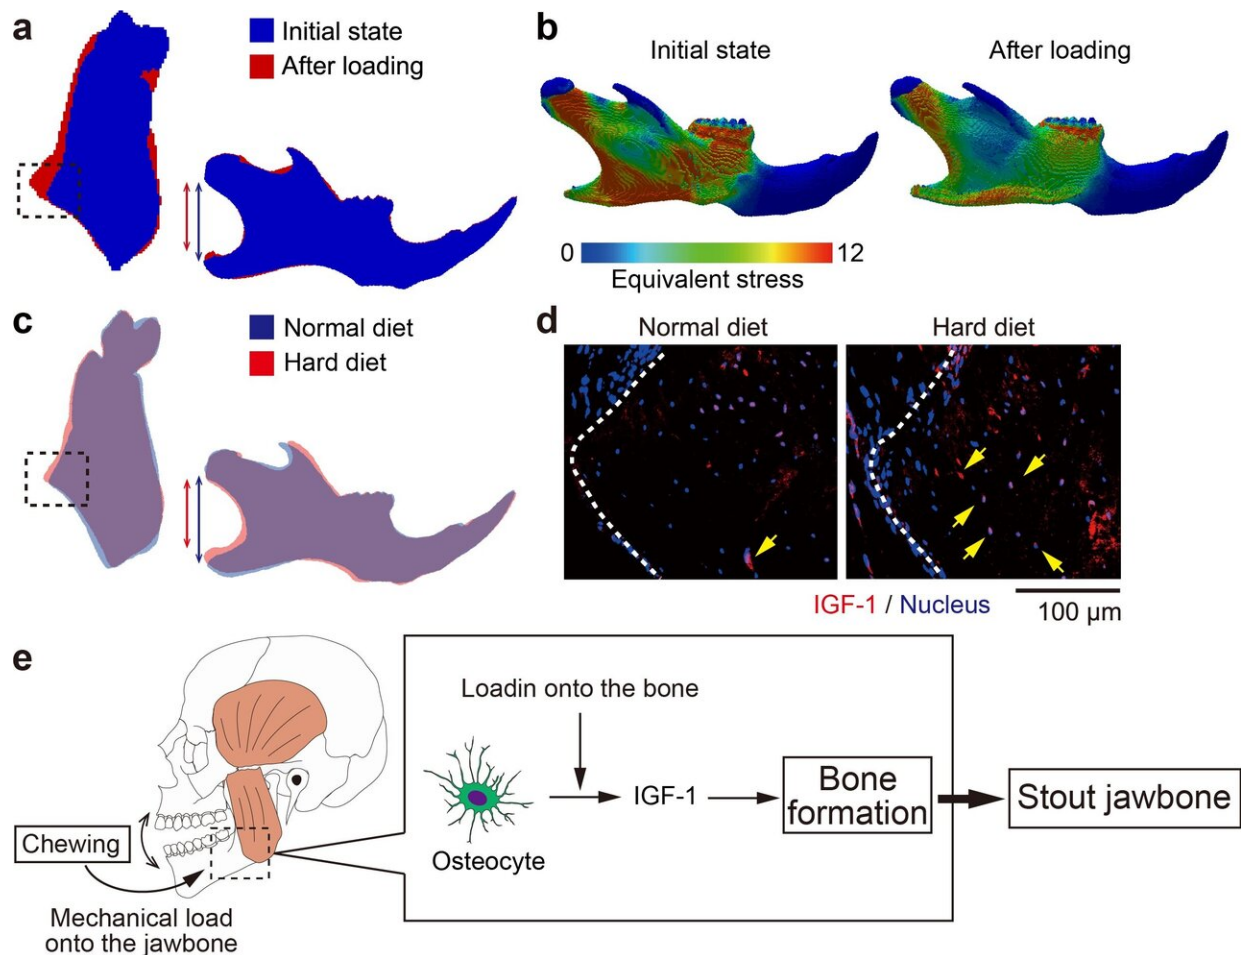 a
Initial state
After loading
b
Initial state
After loading
0
12
Equivalent stress
c
Normal diet
Hard diet
d
Normal diet
Hard diet
IGF-1 / Nucleus
100 µm
e
Chewing
Mechanical load
onto the jawbone
Loadin onto the bone
Osteocyte
IGF-1
Bone
formation
Stout jawbone